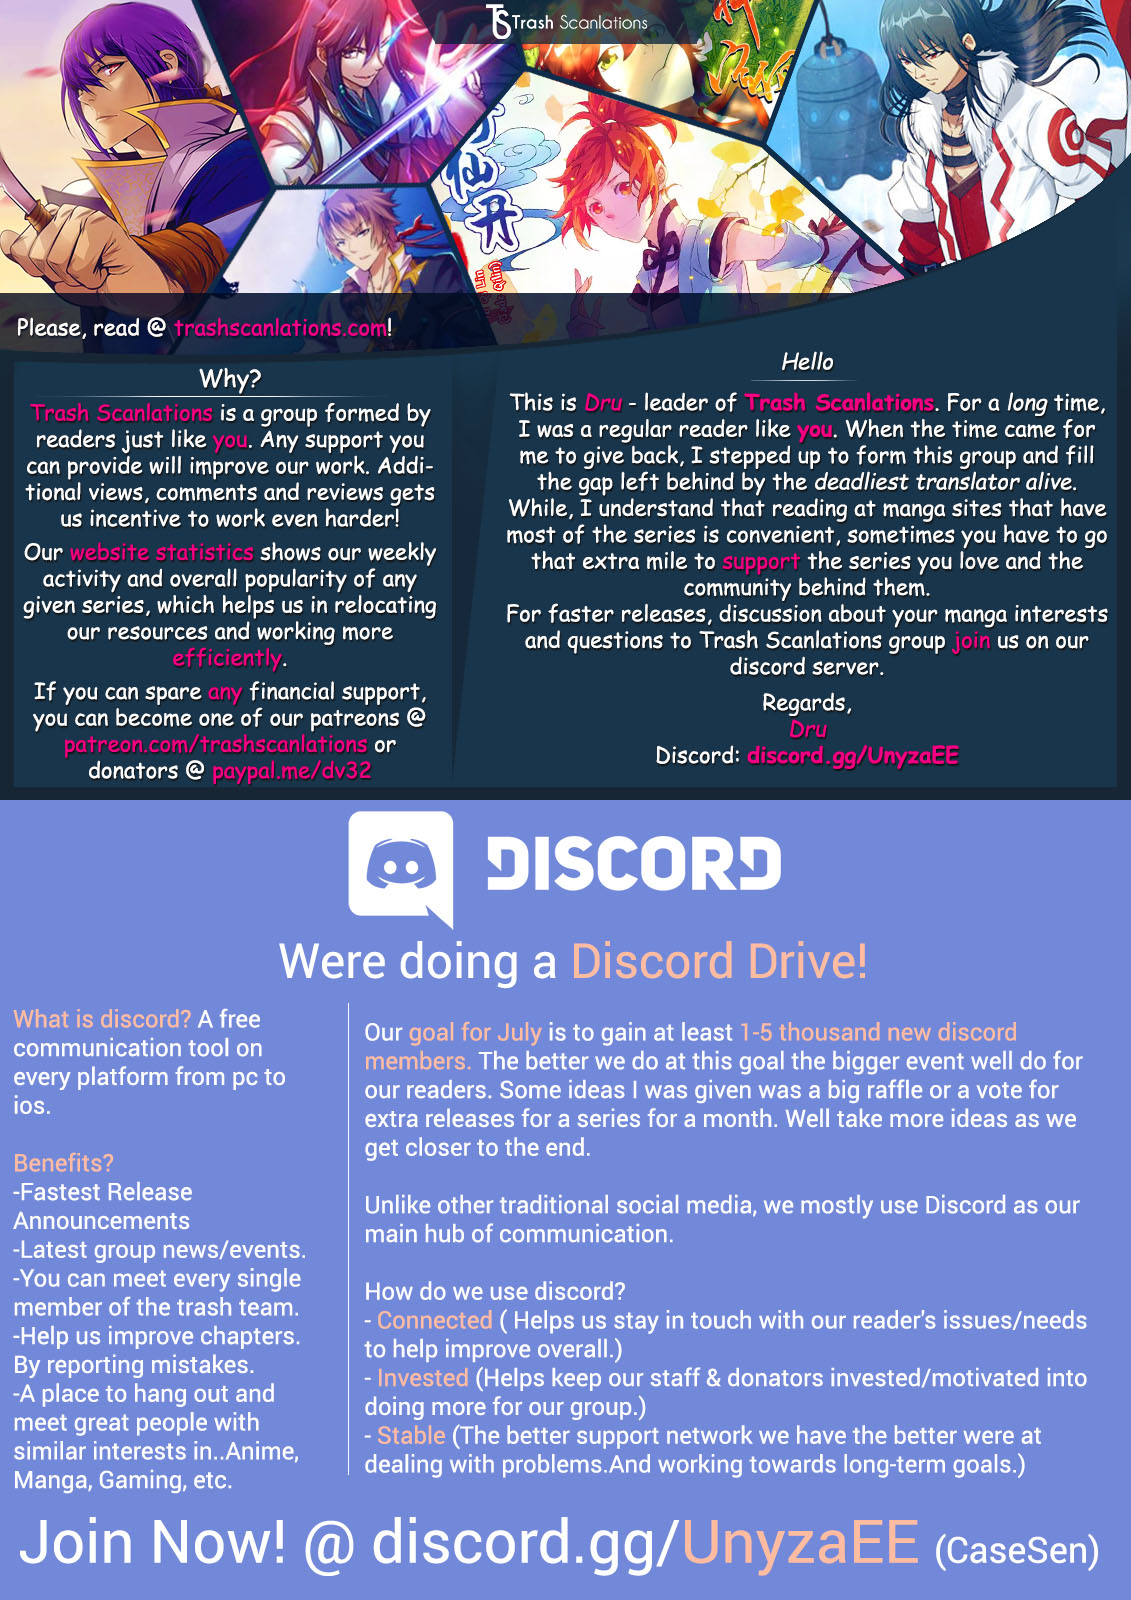 TS Trash Scanlations
仙丹
Please, read @ trashscanlations.com!
Why?
Trash Scanlations is a group formed by
readers just like you. Any support you
can provide will improve our work. Addi-
tional views, comments and reviews gets
us incentive to work even harder!
Our website statistics shows our weekly
activity and overall popularity of any
given series, which helps us in relocating
our resources and working more
efficiently.
If you can spare any financial support,
you can become one of our patreons @
patreon.com/trashscanlations or
donators @ paypal.me/dv32
Hello
This is Dru - leader of Trash Scanlations. For a long time,
I was a regular reader like you. When the time came for
me to give back, I stepped up to form this group and fill
the gap left behind by the deadliest translator alive.
While, I understand that reading at manga sites that have
most of the series is convenient, sometimes you have to go
that extra mile to support the series you love and the
community behind them.
For faster releases, discussion about your manga interests
and questions to Trash Scanlations group join us on our
discord server.
Regards,
Dru
Discord: discord.gg/UnyzaEE
DISCORD
Were doing a Discord Drive!
What is discord? A free
communication tool on
every platform from pc to
ios.
Benefits?
-Fastest Release
Announcements
-Latest group news/events.
-You can meet every single
member of the trash team.
-Help us improve chapters.
By reporting mistakes.
-A place to hang out and
meet great people with
similar interests in..Anime,
Manga, Gaming, etc.
Our goal for July is to gain at least 1-5 thousand new discord
members. The better we do at this goal the bigger event well do for
our readers. Some ideas I was given was a big raffle or a vote for
extra releases for a series for a month. Well take more ideas as we
get closer to the end.
Unlike other traditional social media, we mostly use Discord as our
main hub of communication.
How do we use discord?
- Connected ( Helps us stay in touch with our reader's issues/needs
to help improve overall.)
- Invested (Helps keep our staff & donators invested/motivated into
doing more for our group.)
- Stable (The better support network we have the better were at
dealing with problems.And working towards long-term goals.)
Join Now! @ discord.gg/UnyzaEE (CaseSen)